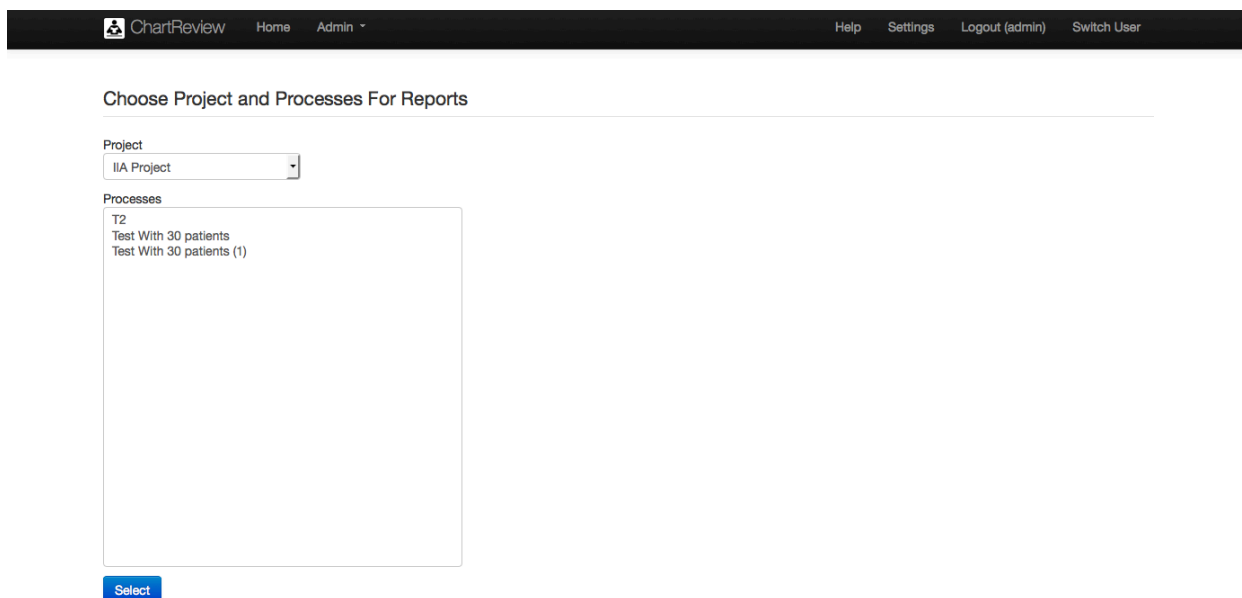 ChartReview Home Admin Help Settings Logout (admin) Switch User
Choose Project and Processes For Reports
Project
IIA Project
Processes
T2
Test With 30 patients
Test With 30 patients (1)
Select